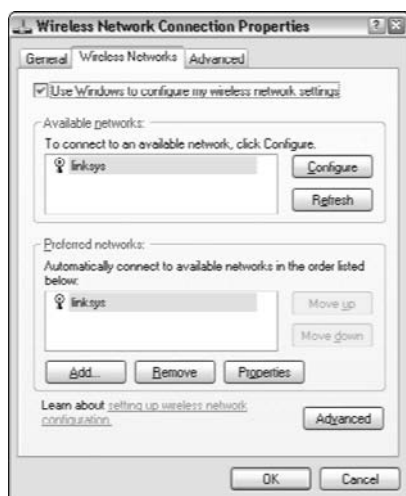 Wireless Network Connection Properties
General Wireless Networks Advanced
Use Windows to configure my wireless network settings
Available networks:
To connect to an available network, click Configure.
linksys
Configure
Refresh
Preferred networks:
Automatically connect to available networks in the order listed
below:
linksys
Move up
Move down
Add... Remove Properties
Learn about setting up wireless network
configuration.
Advanced
OK Cancel